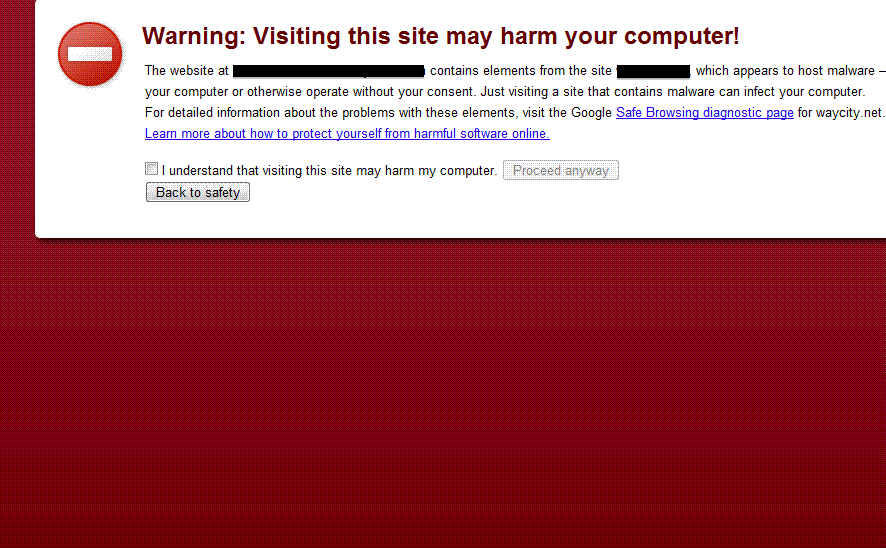 Warning: Visiting this site may harm your computer!
The website at contains elements from the site , which appears to host malware –
your computer or otherwise operate without your consent. Just visiting a site that contains malware can infect your computer.
For detailed information about the problems with these elements, visit the Google Safe Browsing diagnostic page for waycity.net.
Learn more about how to protect yourself from harmful software online.
I understand that visiting this site may harm my computer. Proceed anyway
Back to safety